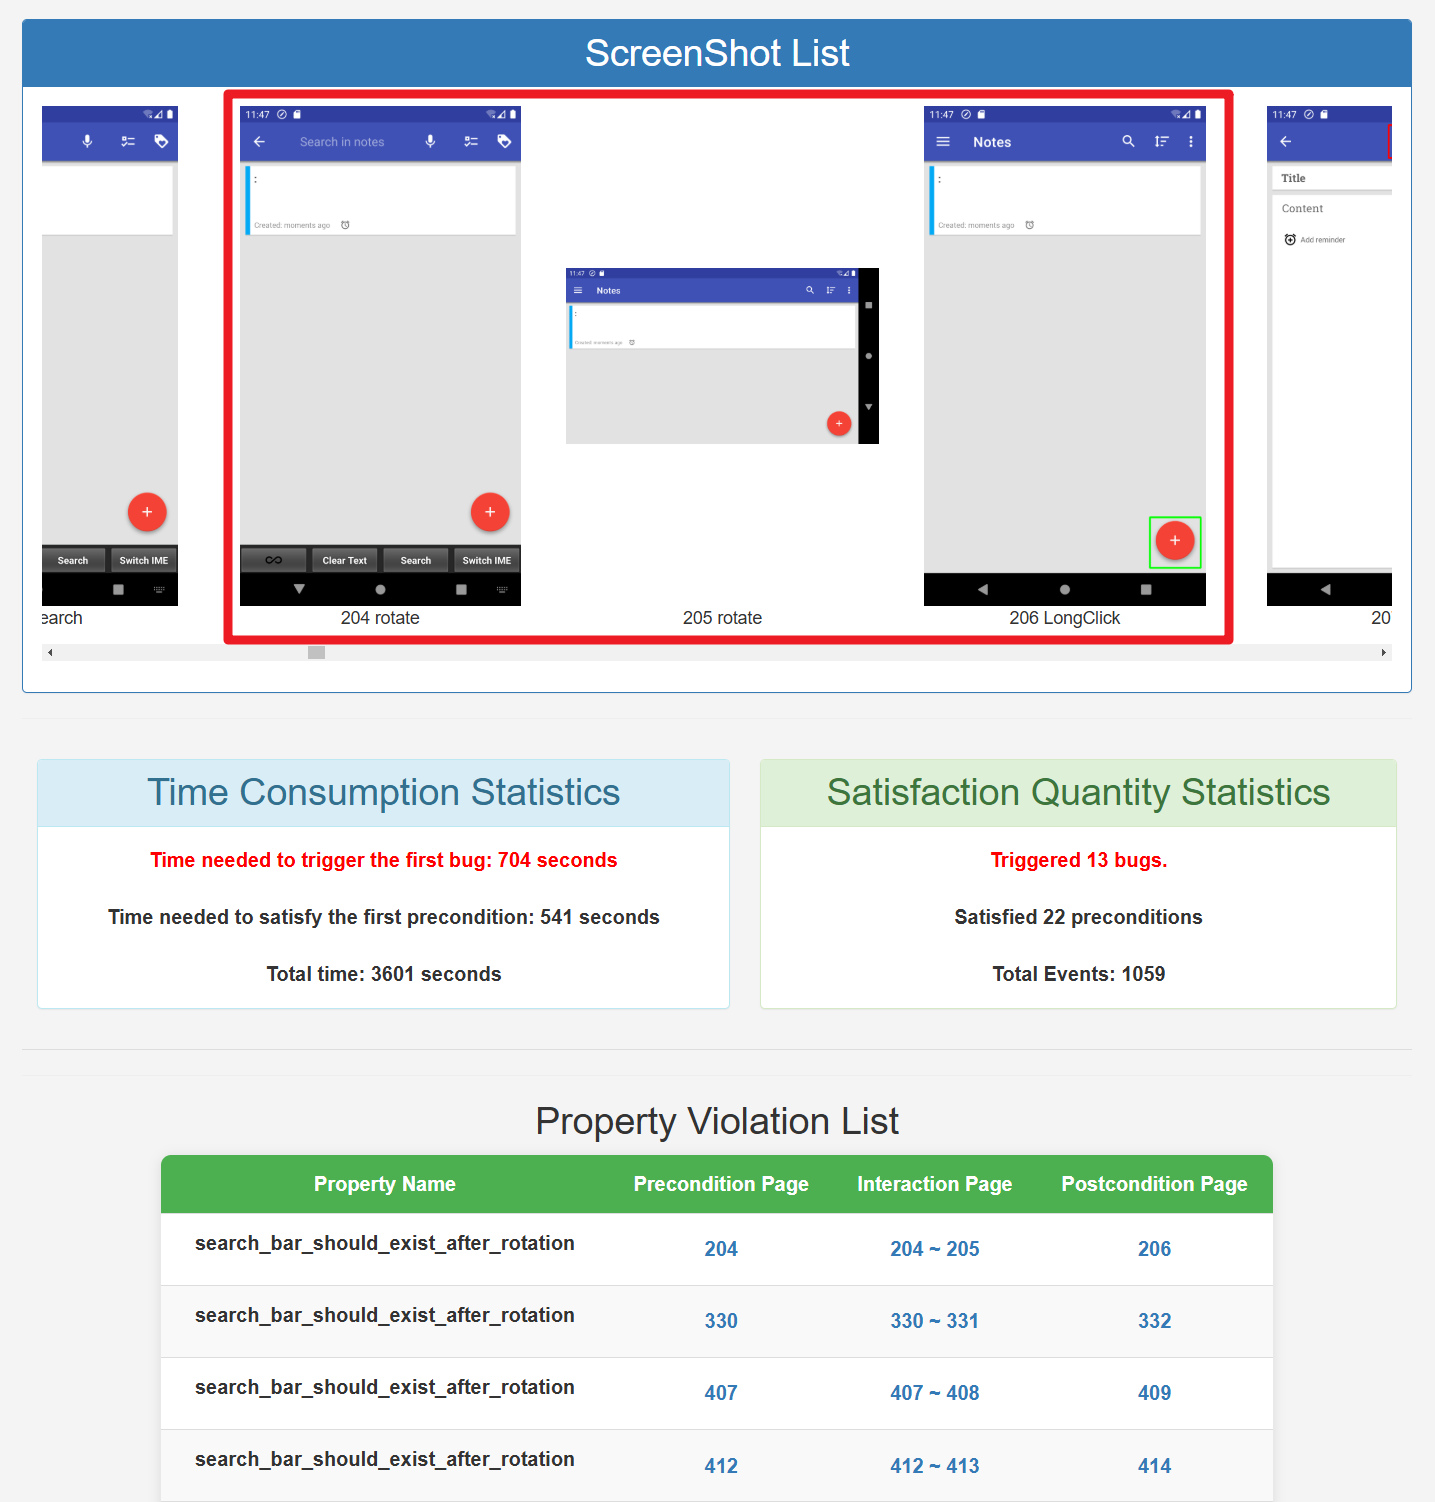 ScreenShot List
11:47
Search in notes
:
Created: moments ago
Clear Text
Search
Switch IME
Search
Switch IME
earch
204 rotate
11:47
Notes
:
Created: moments ago
205 rotate
11:47
Notes
:
Created: moments ago
206 LongClick
11:47
Title
Content
Add reminder
20
Time Consumption Statistics
Time needed to trigger the first bug: 704 seconds
Time needed to satisfy the first precondition: 541 seconds
Total time: 3601 seconds
Satisfaction Quantity Statistics
Triggered 13 bugs.
Satisfied 22 preconditions
Total Events: 1059
Property Violation List
Property Name Precondition Page Interaction Page Postcondition Page
search_bar_should_exist_after_rotation 204 204 ~ 205 206
search_bar_should_exist_after_rotation 330 330 ~ 331 332
search_bar_should_exist_after_rotation 407 407 ~ 408 409
search_bar_should_exist_after_rotation 412 412 ~ 413 414